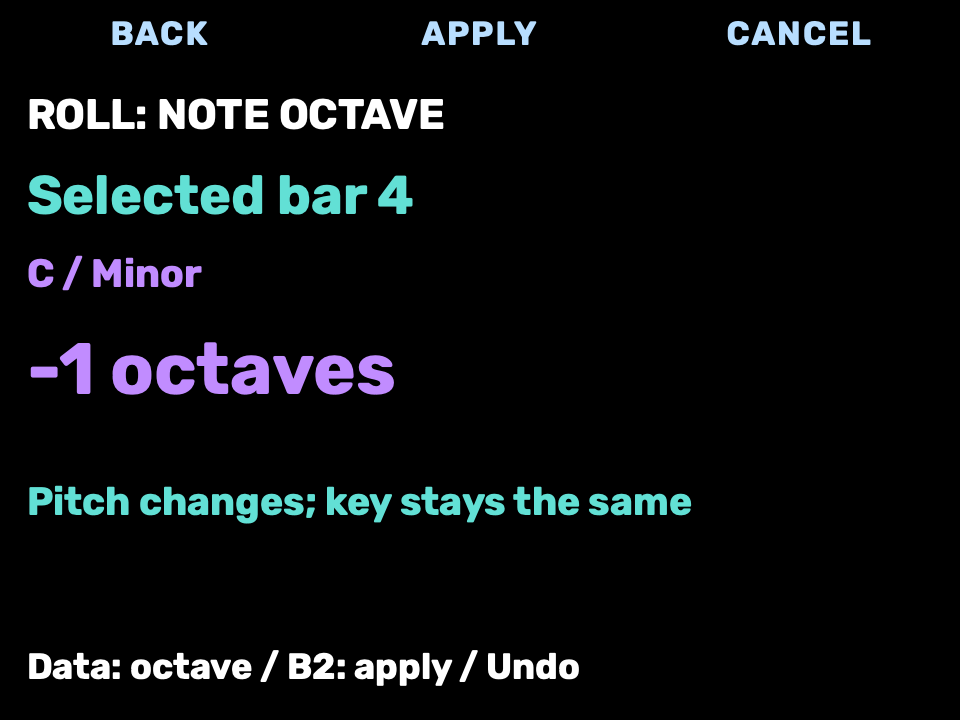 BACK APPLY CANCEL
ROLL: NOTE OCTAVE
Selected bar 4
C / Minor
-1 octaves
Pitch changes; key stays the same
Data: octave / B2: apply / Undo